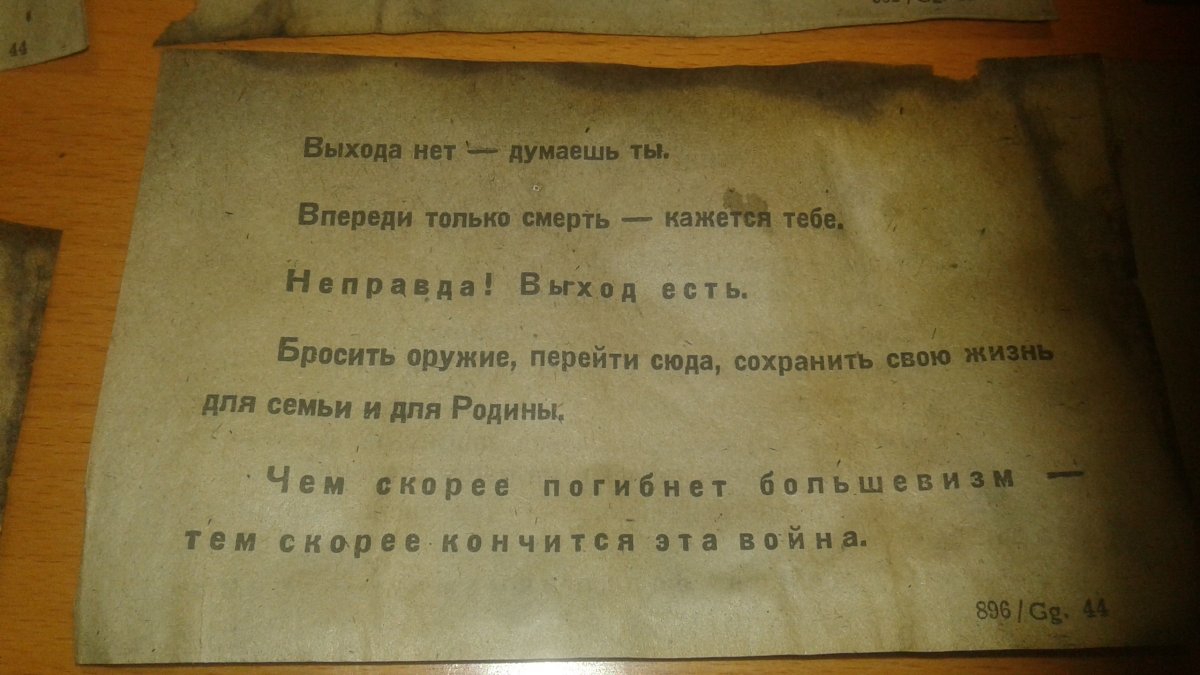 44
Выхода нет — думаешь ты.
Впереди только смерть — кажется тебе.
Неправда! Выход есть.
Бросить оружие, перейти сюда, сохранить свою жизнь
для семьи и для Родины.
Чем скорее погибнет большевизм —
тем скорее кончится эта война.
896/Gg. 44